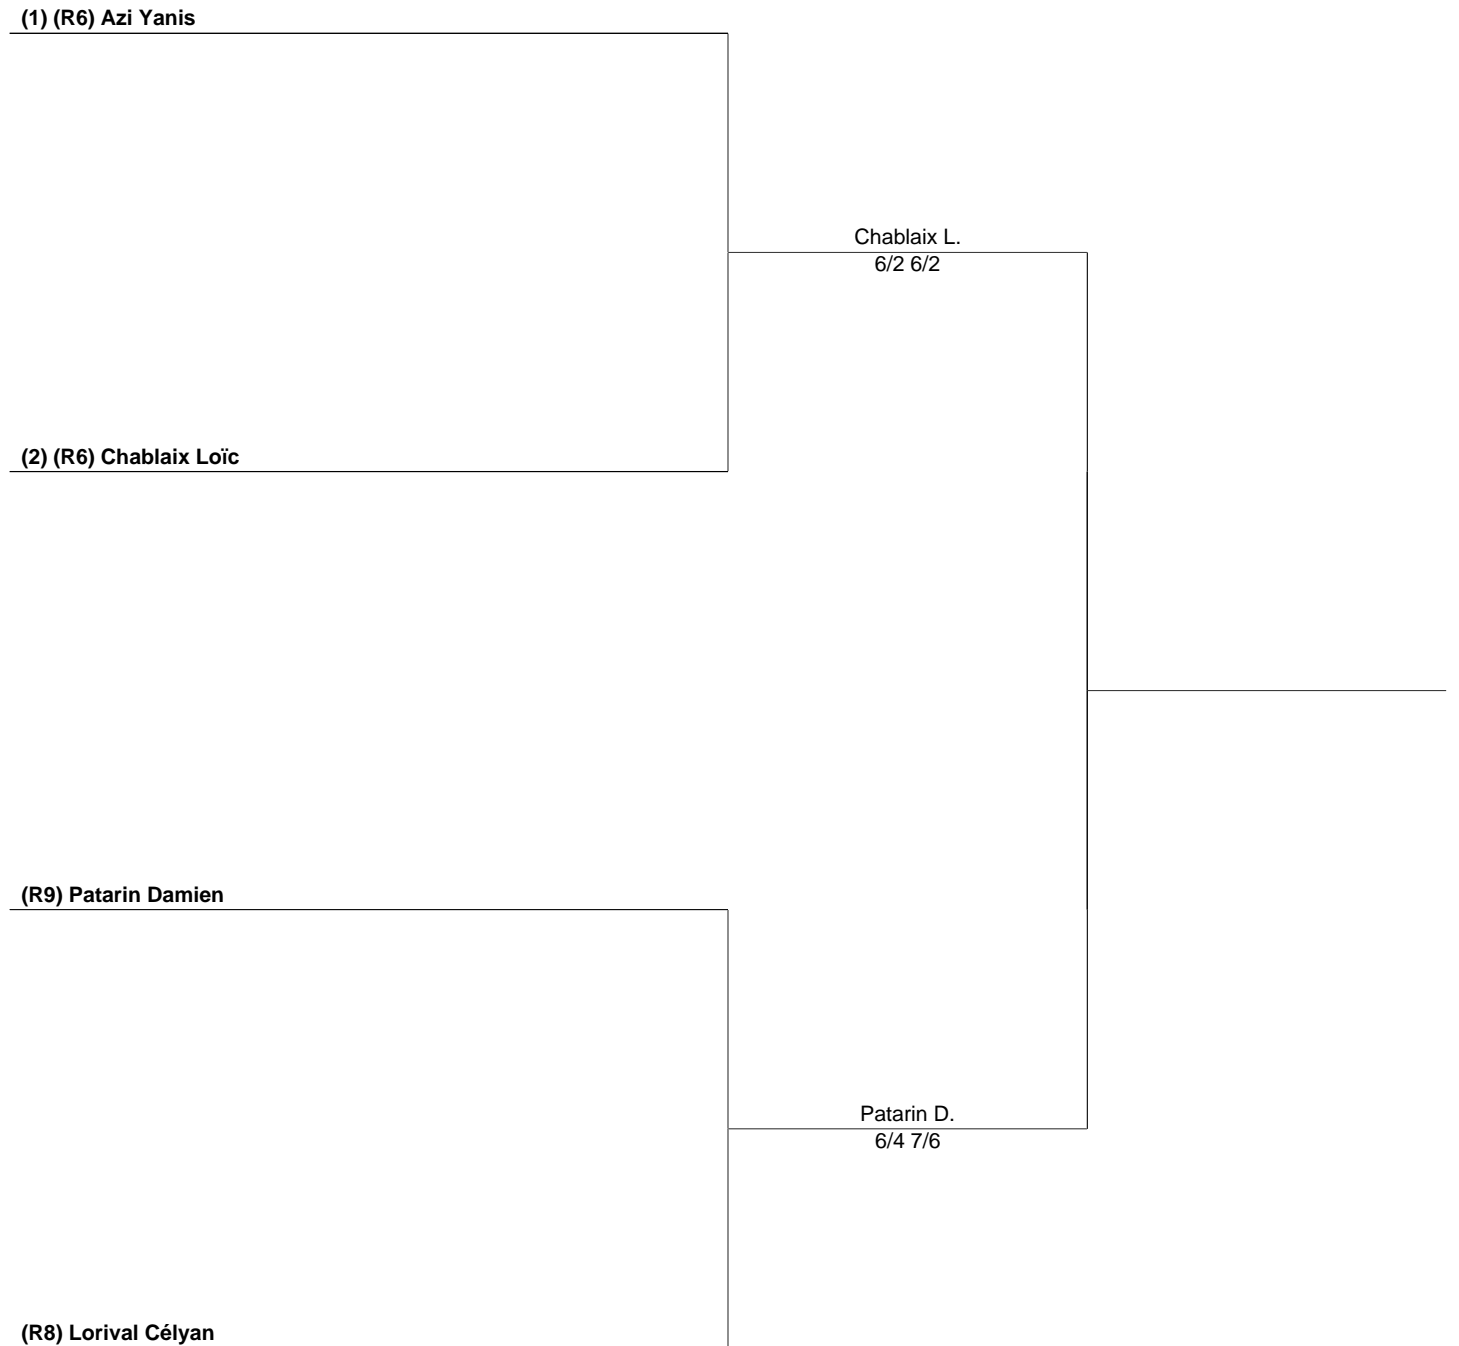 (1) (R6) Azi Yanis
Chablaix L.
6/2 6/2
(2) (R6) Chablaix Loïc
(R9) Patarin Damien
Patarin D.
6/4 7/6
(R8) Lorival Célyan